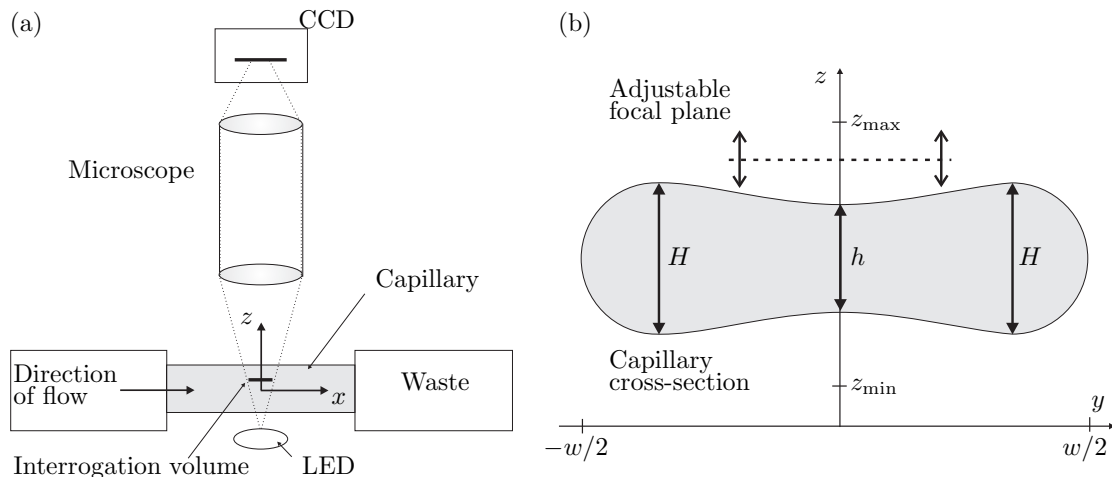 (a)
CCD
Microscope
Capillary
z
Direction
of flow
x
Waste
Interrogation volume
LED
(b)
z
Adjustable
focal plane
z_max
H
h
H
Capillary
cross-section
z_min
y
−w/2
w/2